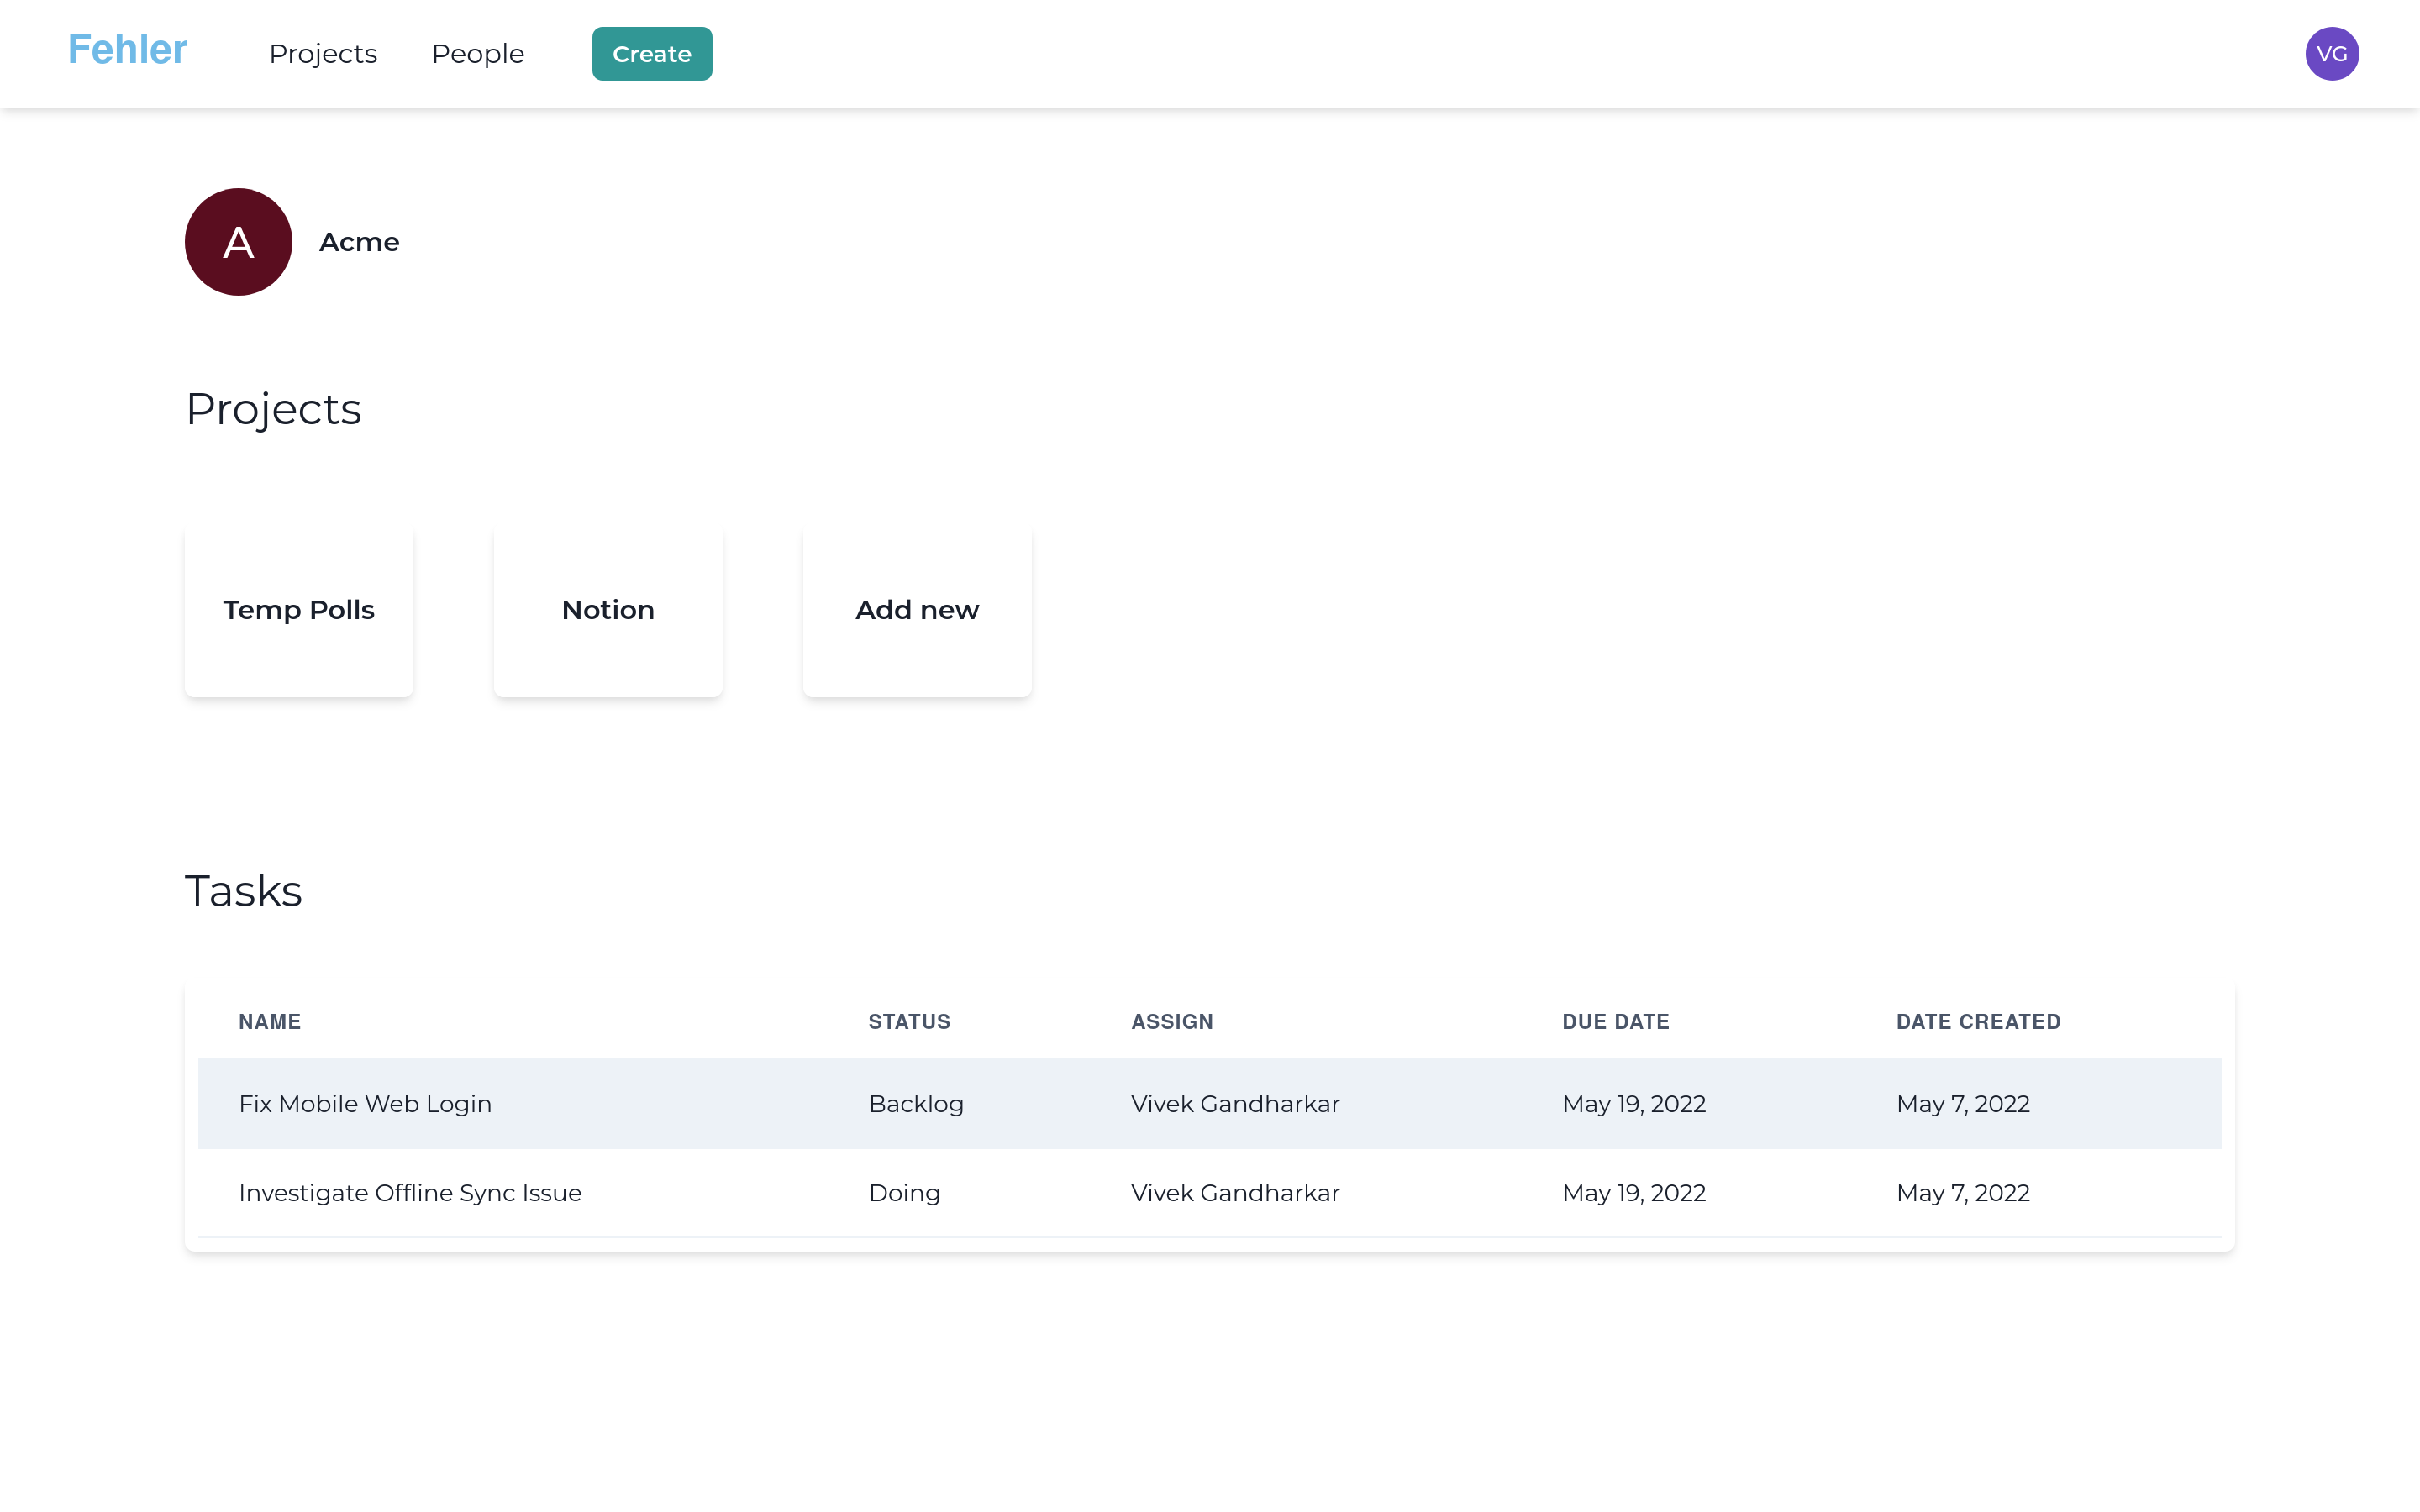 Fehler Projects People Create VG
A Acme
Projects
Temp Polls Notion Add new
Tasks
NAME STATUS ASSIGN DUE DATE DATE CREATED
Fix Mobile Web Login Backlog Vivek Gandharkar May 19, 2022 May 7, 2022
Investigate Offline Sync Issue Doing Vivek Gandharkar May 19, 2022 May 7, 2022